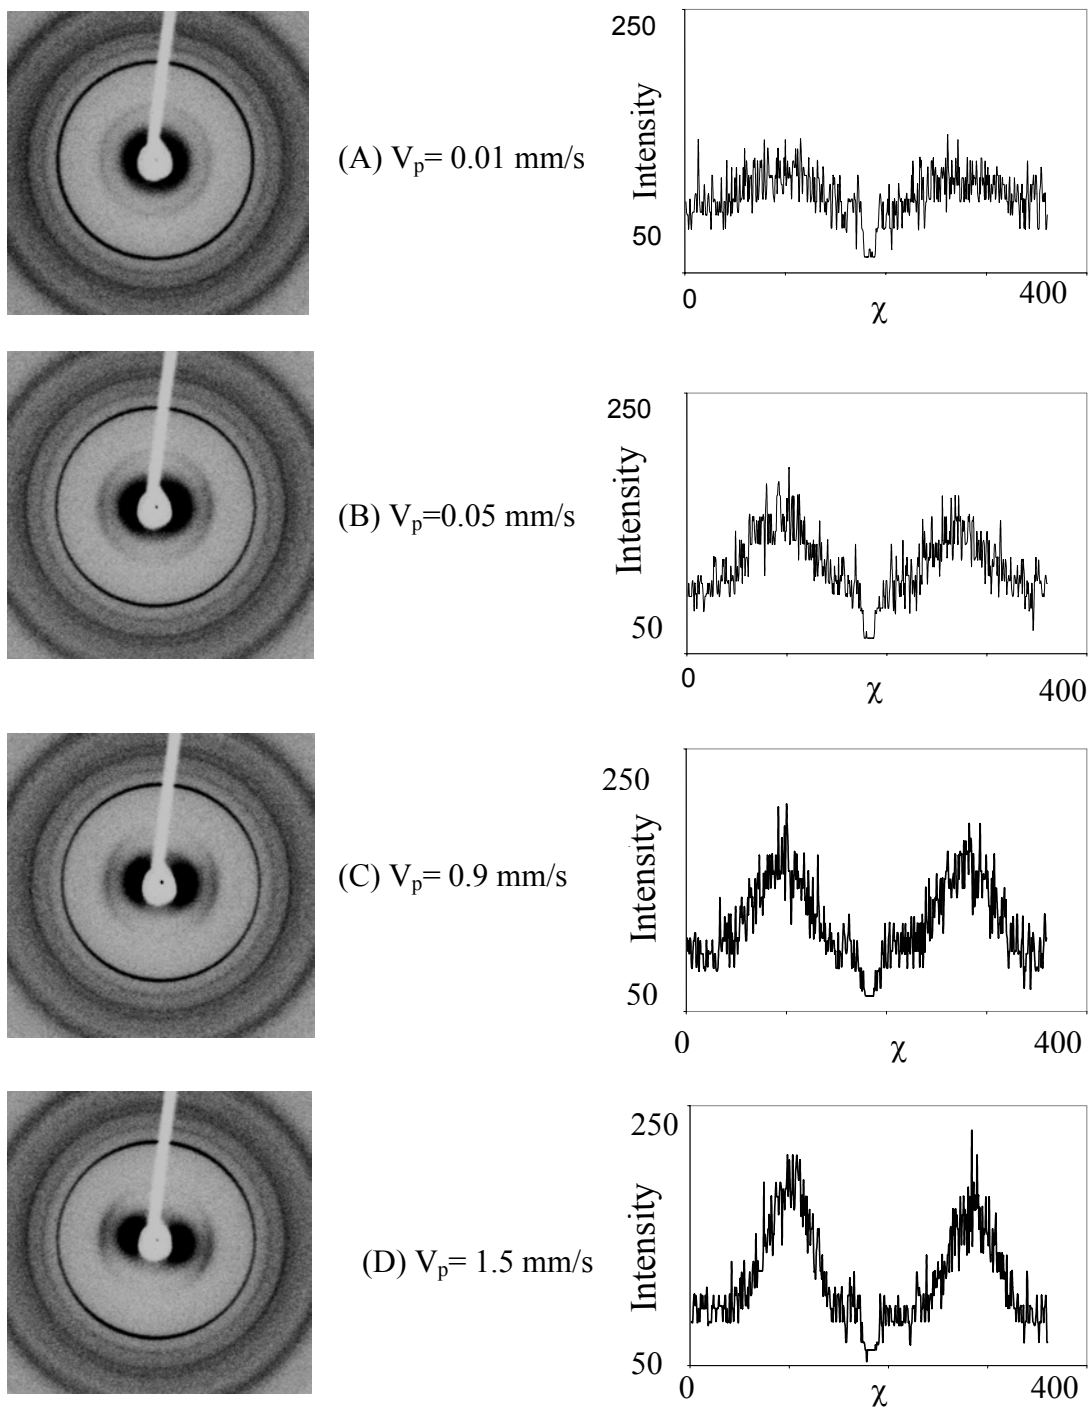 250
Intensity
50
0
χ
400
(A) Vp= 0.01 mm/s
250
Intensity
50
0
χ
400
(B) Vp=0.05 mm/s
250
Intensity
50
0
χ
400
(C) Vp= 0.9 mm/s
250
Intensity
50
0
χ
400
(D) Vp= 1.5 mm/s